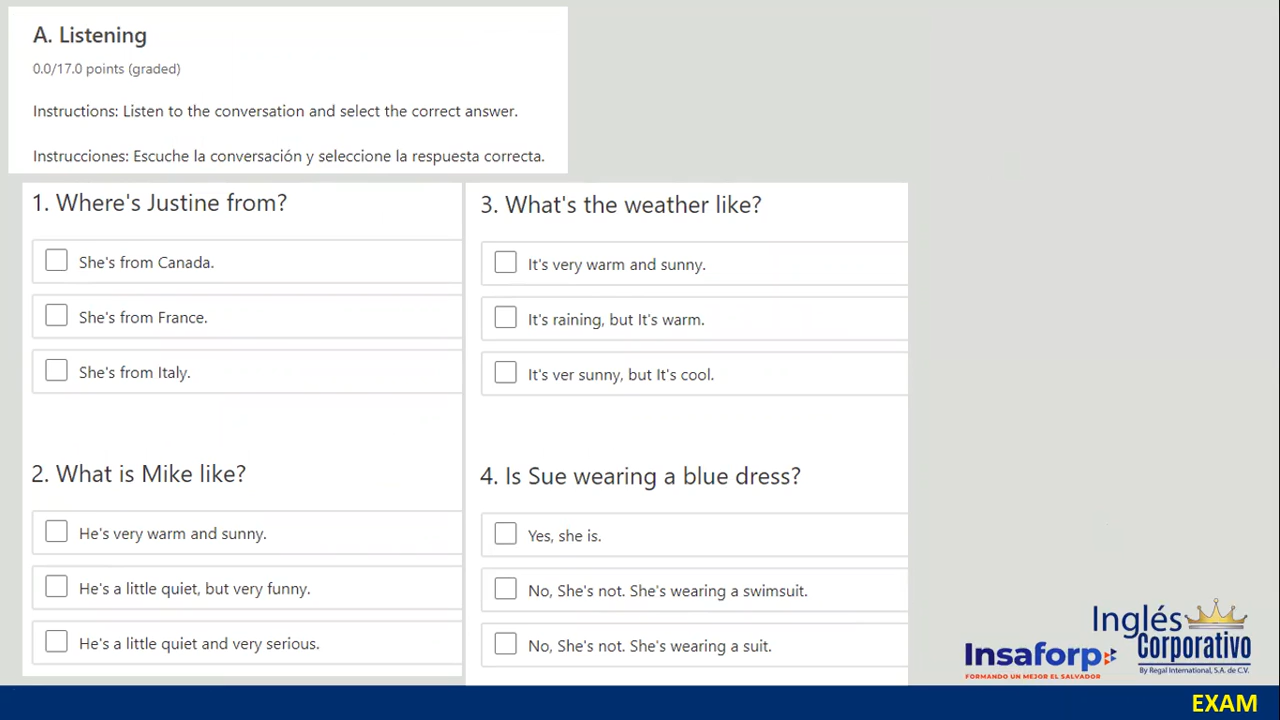 A. Listening
0.0/17.0 points (graded)
Instructions: Listen to the conversation and select the correct answer.
Instrucciones: Escuche la conversación y seleccione la respuesta correcta.
1. Where's Justine from?
She's from Canada.
She's from France.
She's from Italy.
2. What is Mike like?
He's very warm and sunny.
He's a little quiet, but very funny.
He's a little quiet and very serious.
3. What's the weather like?
It's very warm and sunny.
It's raining, but It's warm.
It's ver sunny, but It's cool.
4. Is Sue wearing a blue dress?
Yes, she is.
No, She's not. She's wearing a swimsuit.
No, She's not. She's wearing a suit.
Insaforp
FORMANDO UN MEJOR EL SALVADOR
Inglés
Corporativo
By Regal International, S.A. de C.V.
EXAM